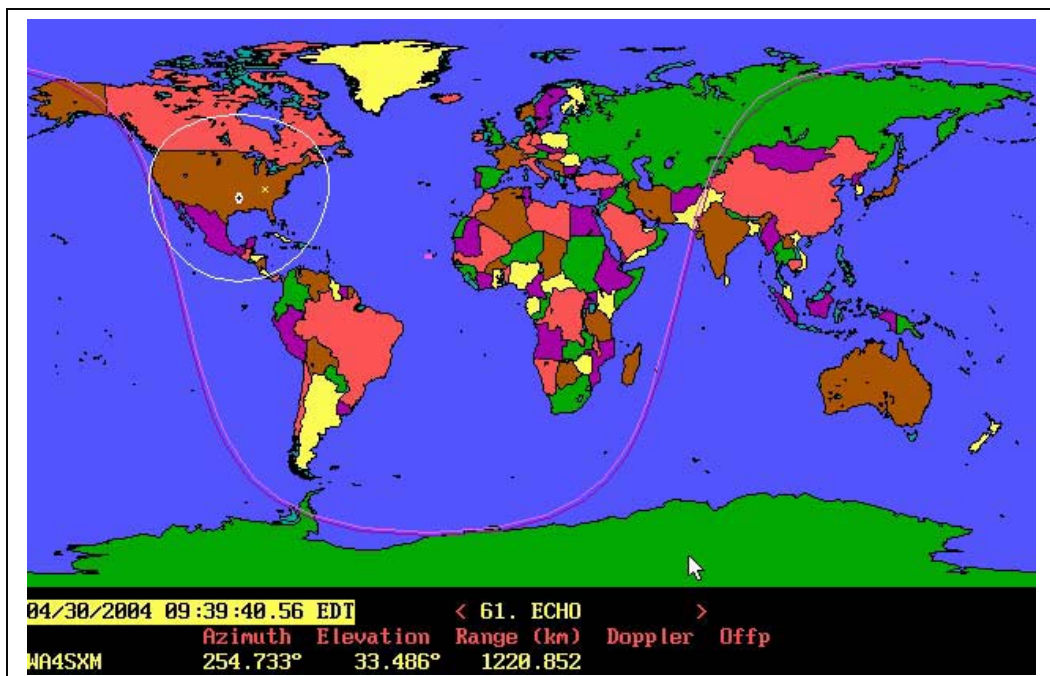 04/30/2004 09:39:40.56 EDT < 61. ECHO >
Azimuth Elevation Range (km) Doppler Offp
WA4SXM 254.733° 33.486° 1220.852